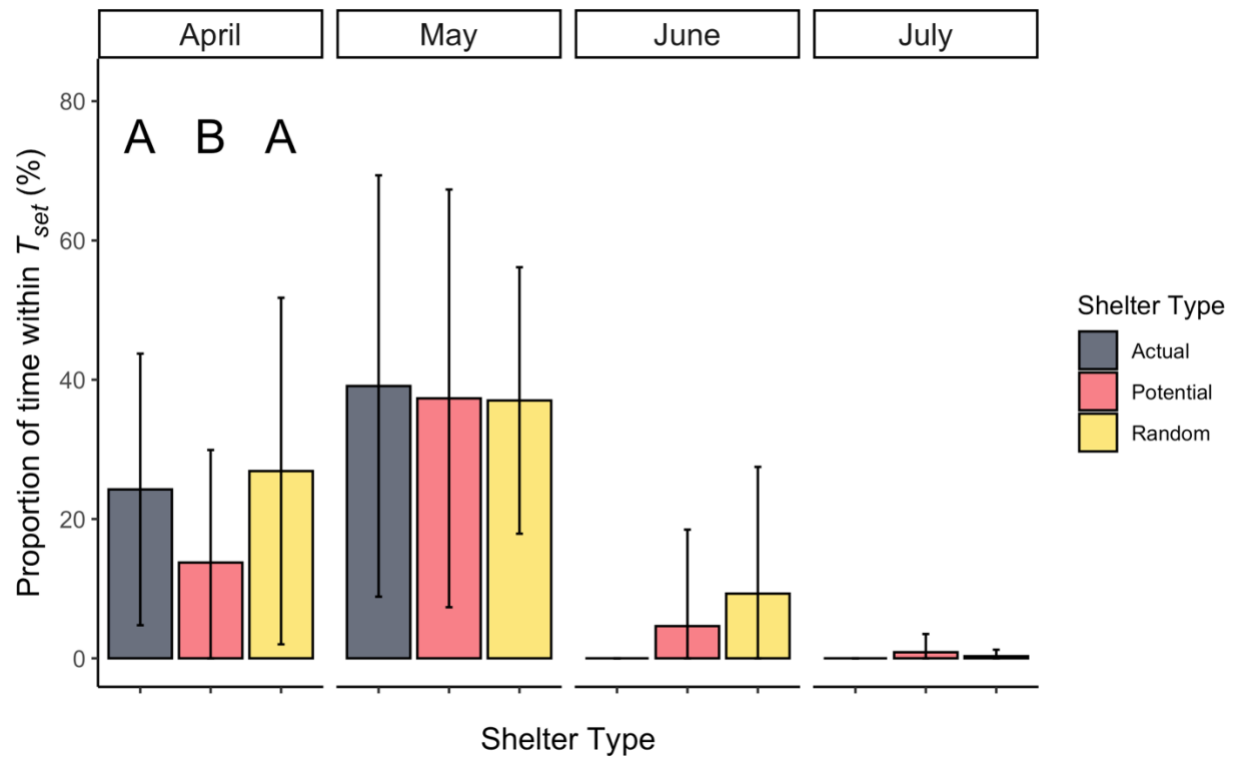 April May June July
80
60
40
20
0
A B A
Proportion of time within Tset (%)
Shelter Type
Shelter Type
Actual
Potential
Random